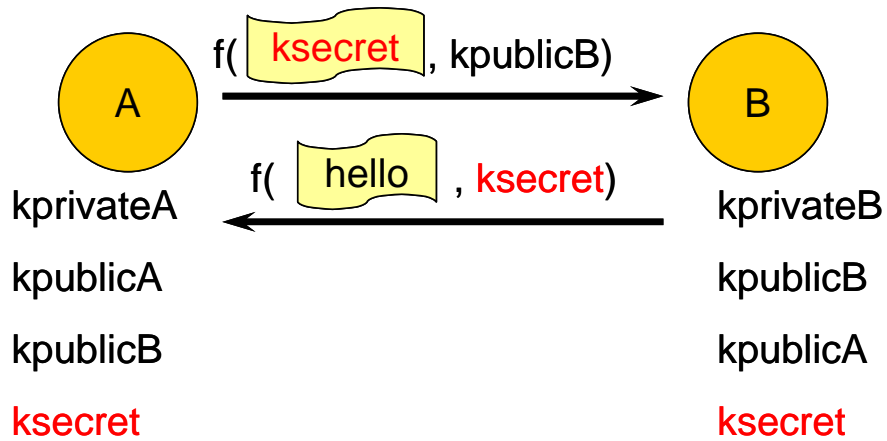 f( ksecret , kpublicB)
A
B
f( hello , ksecret)
kprivateA
kprivateB
kpublicA
kpublicB
kpublicB
kpublicA
ksecret
ksecret